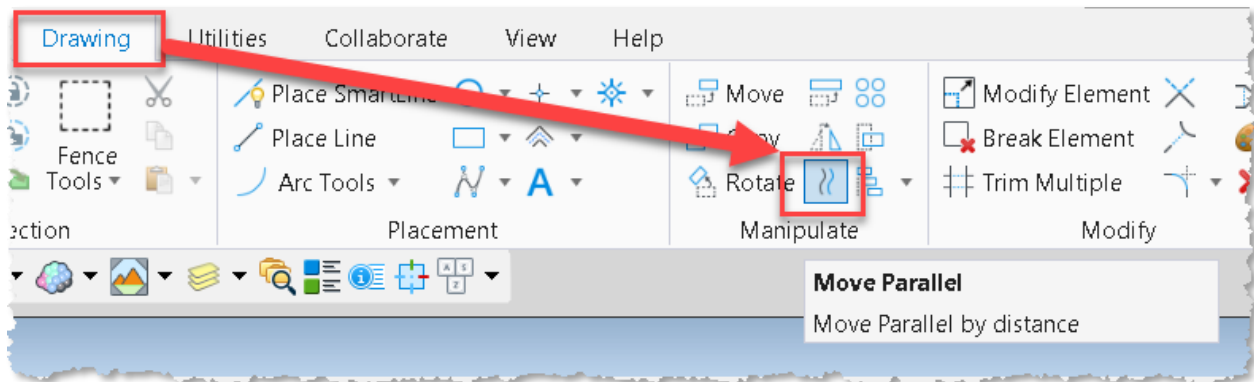 Drawing Utilities Collaborate View Help
Place SmartLine Move Modify Element
Place Line Copy Break Element
Fence
Tools Arc Tools A Rotate Trim Multiple
Placement Manipulate Modify
Move Parallel
Move Parallel by distance